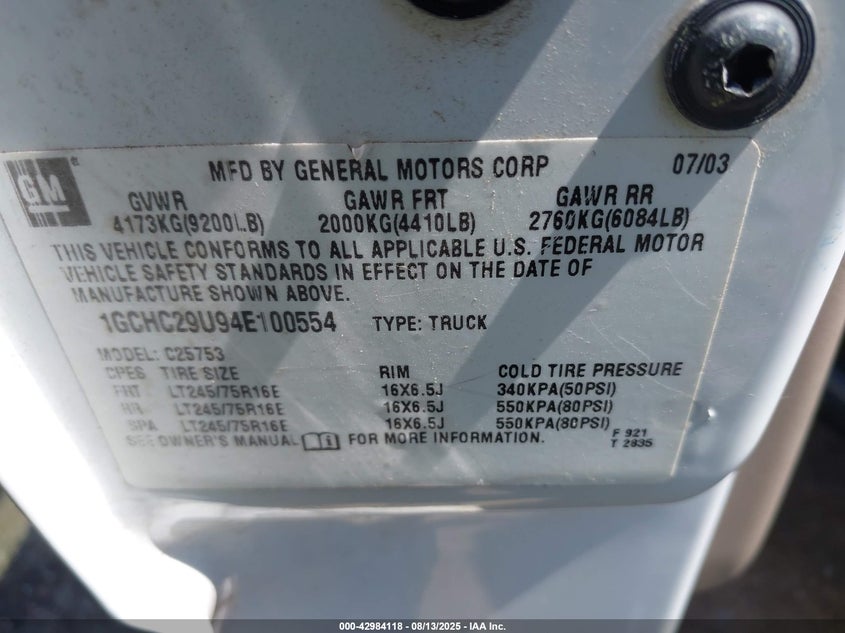 GM
MFD BY GENERAL MOTORS CORP 07/03
GVWR GAWR FRT GAWR RR
4173KG(9200LB) 2000KG(4410LB) 2760KG(6084LB)
THIS VEHICLE CONFORMS TO ALL APPLICABLE U.S. FEDERAL MOTOR
VEHICLE SAFETY STANDARDS IN EFFECT ON THE DATE OF
MANUFACTURE SHOWN ABOVE.
1GCHC29U94E100554 TYPE: TRUCK
MODEL: C25753
CPES TIRE SIZE RIM COLD TIRE PRESSURE
FRT LT245/75R16E 16X6.5J 340KPA(50PSI)
RR LT245/75R16E 16X6.5J 550KPA(80PSI)
SPA LT245/75R16E 16X6.5J 550KPA(80PSI)
SEE OWNER'S MANUAL FOR MORE INFORMATION. F 921
T 2835
000-42984118 - 08/13/2025 - IAA Inc.